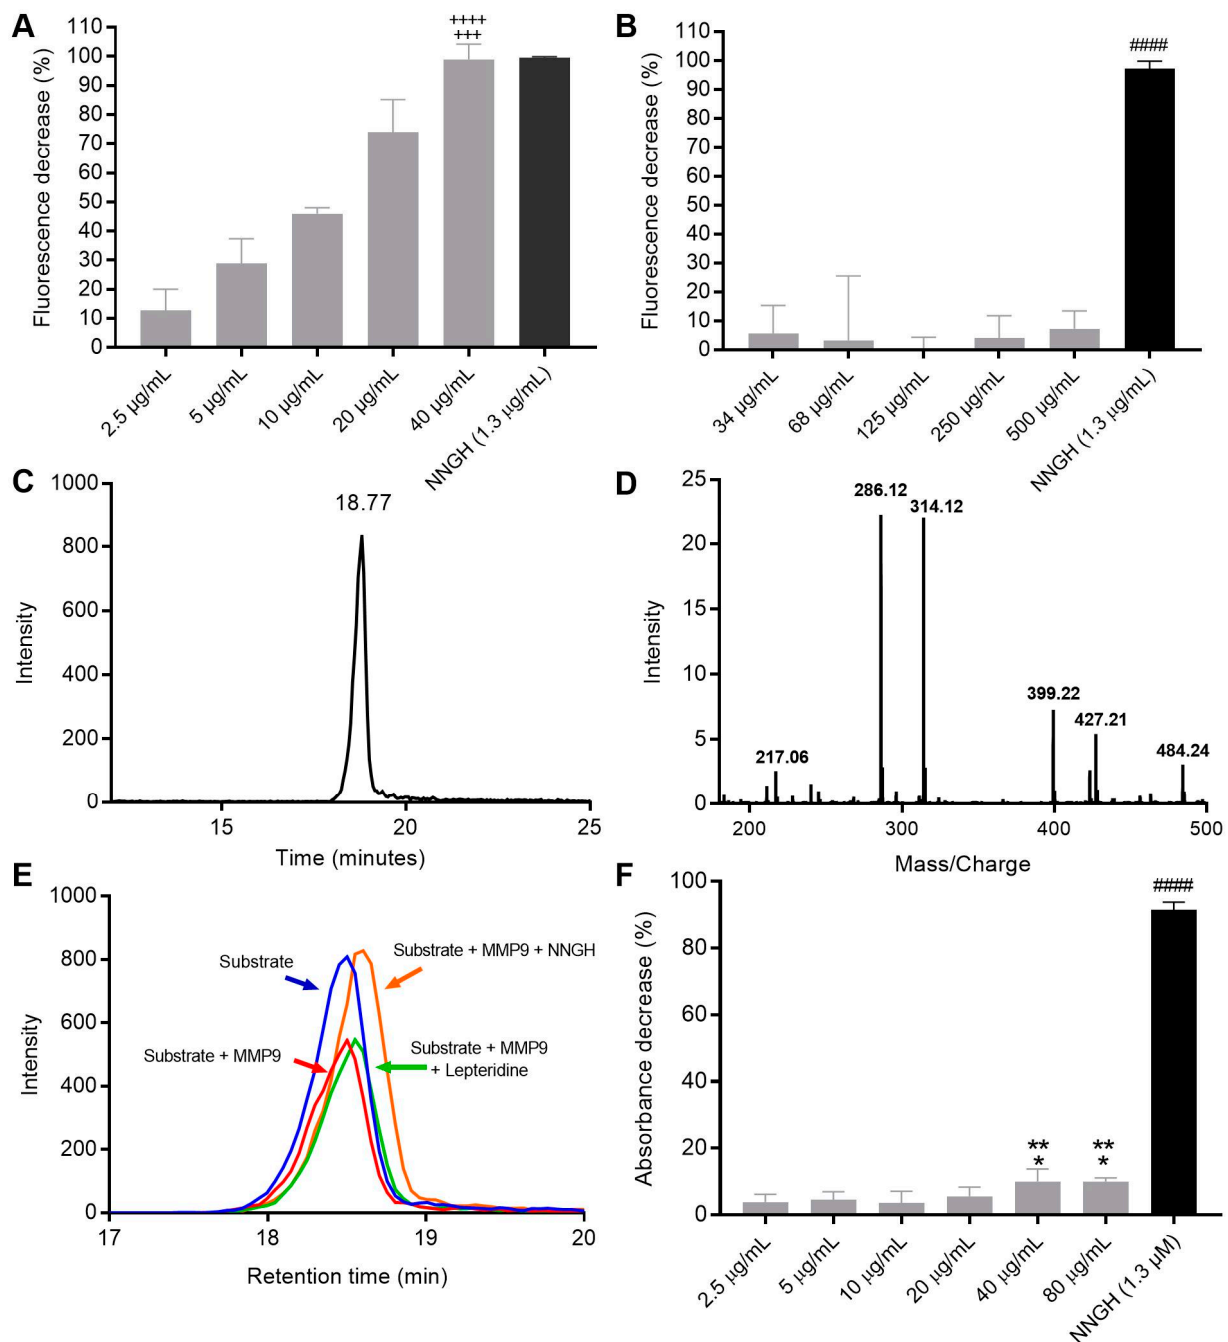 A
Fluorescence decrease (%)
110
100
90
80
70
60
50
40
30
20
10
0
++++
+++
2.5 µg/mL
5 µg/mL
10 µg/mL
20 µg/mL
40 µg/mL
NNGH (1.3 µg/mL)
B
Fluorescence decrease (%)
110
100
90
80
70
60
50
40
30
20
10
0
####
34 µg/mL
68 µg/mL
125 µg/mL
250 µg/mL
500 µg/mL
NNGH (1.3 µg/mL)
C
Intensity
1000
800
600
400
200
0
18.77
15
20
25
Time (minutes)
D
Intensity
25
20
15
10
5
0
217.06
286.12
314.12
399.22
427.21
484.24
200
300
400
500
Mass/Charge
E
Intensity
1000
800
600
400
200
0
Substrate
Substrate + MMP9 + NNGH
Substrate + MMP9
Substrate + MMP9
+ Lepteridine
17
18
19
20
Retention time (min)
F
Absorbance decrease (%)
100
80
60
40
20
0
**
*
**
*
####
2.5 µg/mL
5 µg/mL
10 µg/mL
20 µg/mL
40 µg/mL
80 µg/mL
NNGH (1.3 µM)